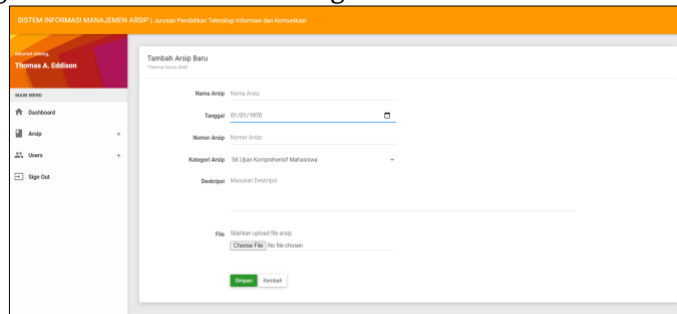 SISTEM INFORMASI MANAJEMEN ARSIP | Jurusan Pendidikan Teknologi Informasi dan Komunikasi
Selamat datang,
Thomas A. Eddison
MAIN MENU
Dashboard
Arsip +
Users +
Sign Out
Tambah Arsip Baru
*Semua harus diisi!
Nama Arsip Nama Arsip
Tanggal 01/01/1970
Nomor Arsip Nomor Arsip
Kategori Arsip SK Ujian Komprehensif Mahasiswa
Deskripsi Masukan Deskripsi
File Silahkan upload file arsip
Choose File No file chosen
Simpan Kembali